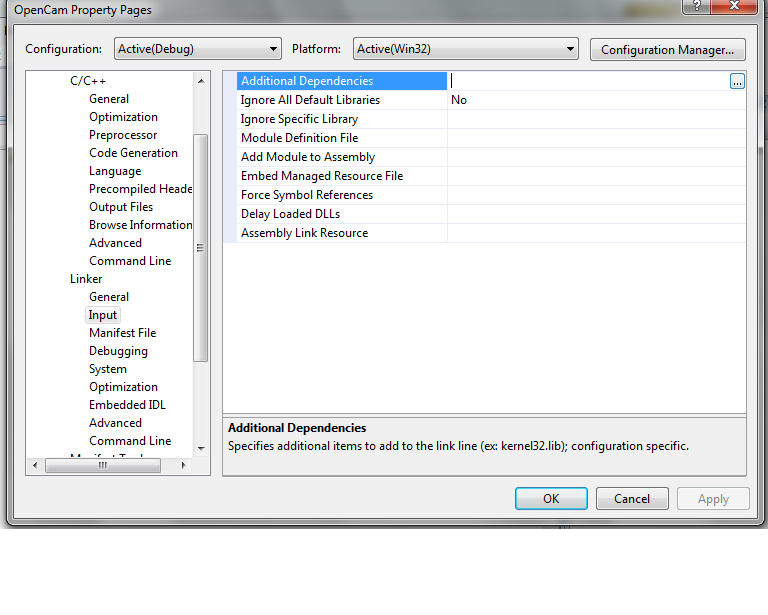 OpenCam Property Pages
Configuration: Active(Debug) Platform: Active(Win32) Configuration Manager...
C/C++
General
Optimization
Preprocessor
Code Generation
Language
Precompiled Heade
Output Files
Browse Information
Advanced
Command Line
Linker
General
Input
Manifest File
Debugging
System
Optimization
Embedded IDL
Advanced
Command Line
Additional Dependencies ...
Ignore All Default Libraries No
Ignore Specific Library
Module Definition File
Add Module to Assembly
Embed Managed Resource File
Force Symbol References
Delay Loaded DLLs
Assembly Link Resource
Additional Dependencies
Specifies additional items to add to the link line (ex: kernel32.lib); configuration specific.
OK Cancel Apply